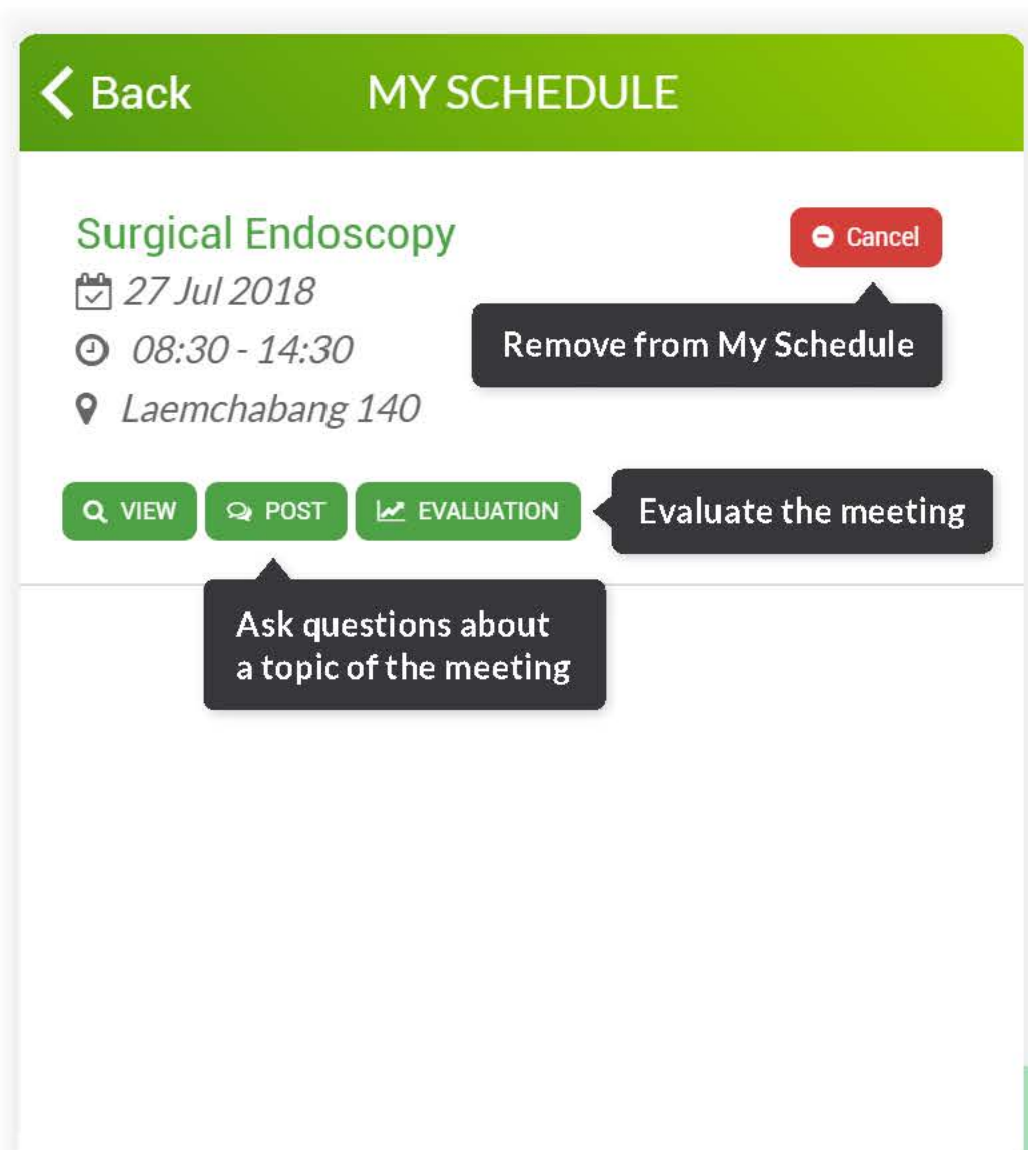 Back
MY SCHEDULE
Surgical Endoscopy
Cancel
27 Jul 2018
Remove from My Schedule
08:30 - 14:30
Laemchabang 140
VIEW
POST
EVALUATION
Evaluate the meeting
Ask questions about
a topic of the meeting